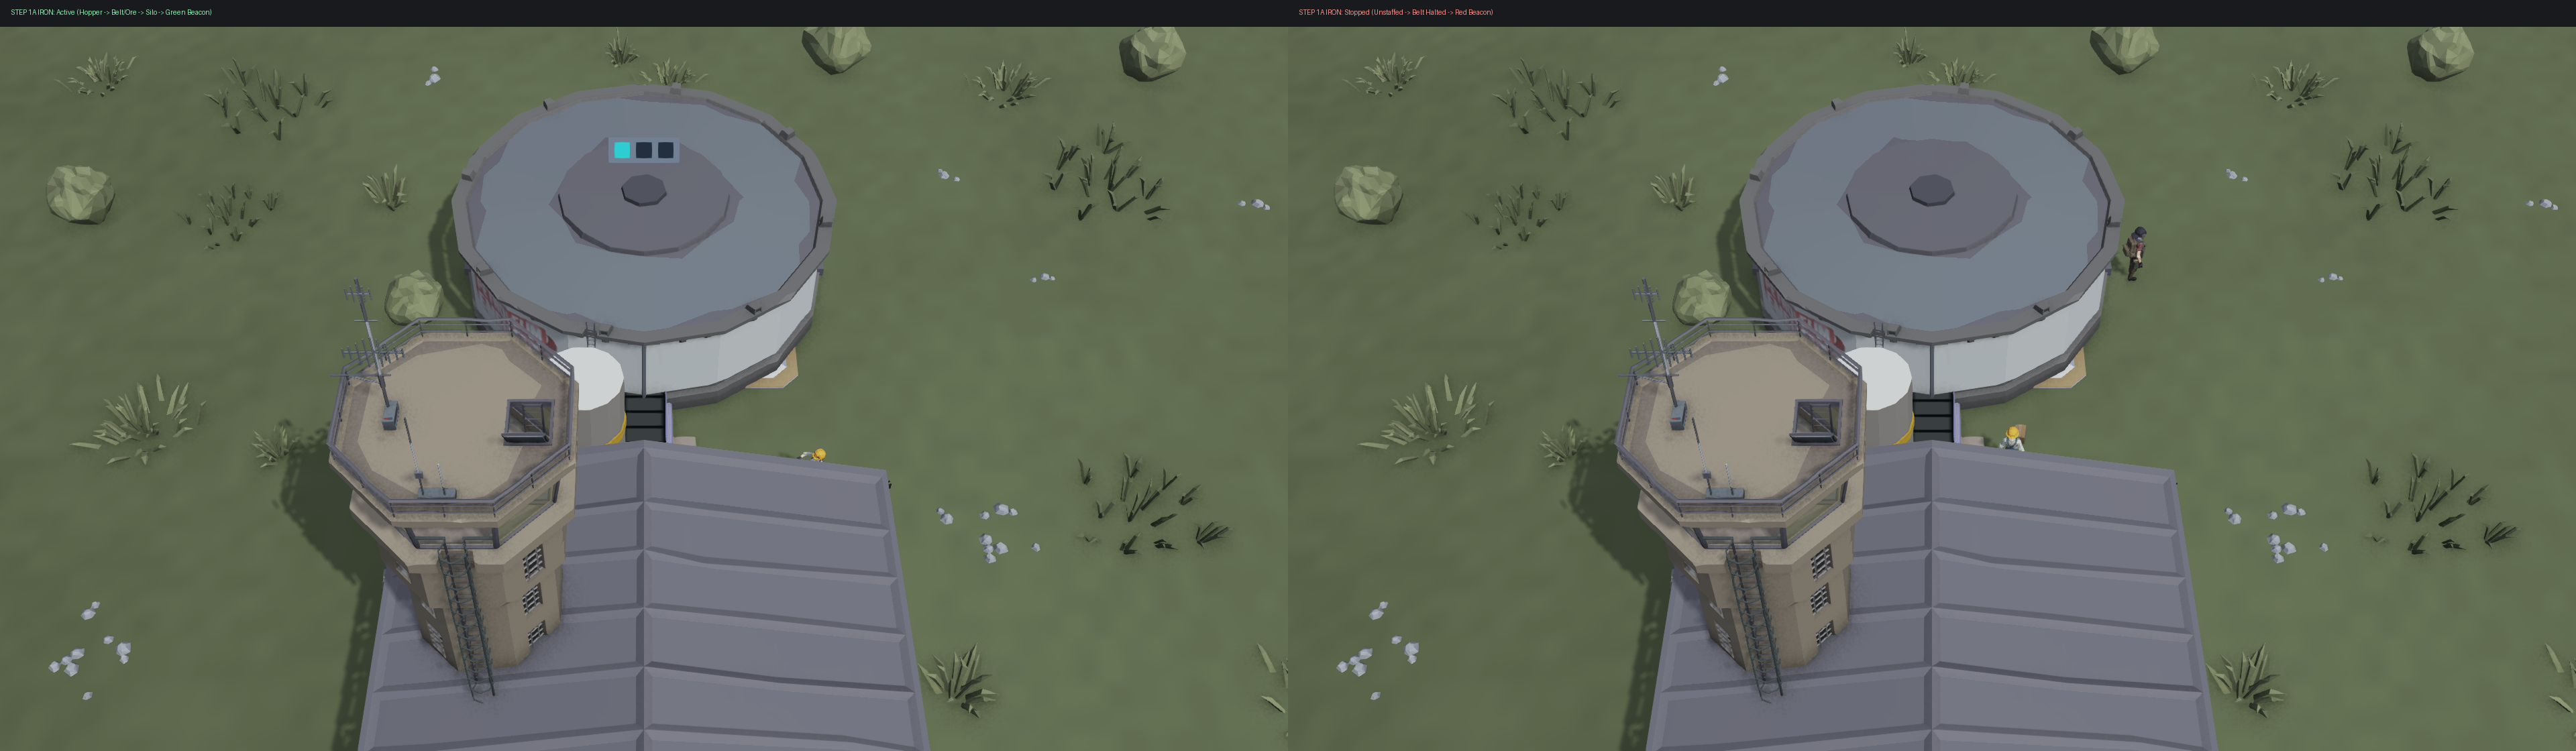 STEP 1A IRON: Active (Hopper -> Belt/Ore -> Silo -> Green Beacon)
STEP 1A IRON: Stopped (Unstaffed -> Belt Halted -> Red Beacon)